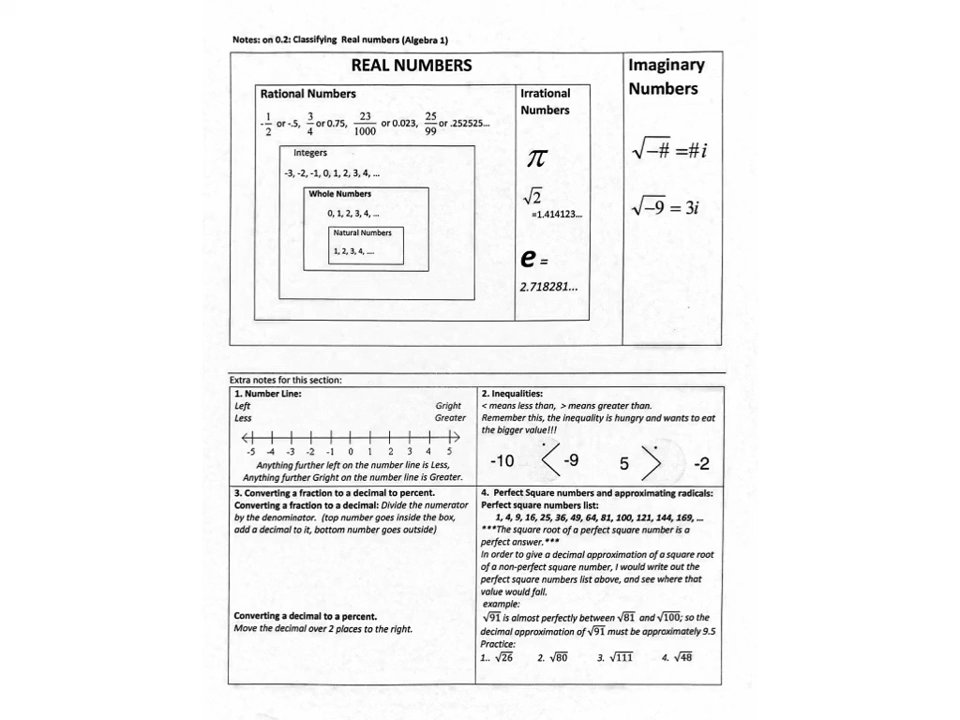 Notes: on 0.2: Classifying Real numbers (Algebra 1)
REAL NUMBERS
Imaginary
Numbers
Rational Numbers
-1/2 or -.5, 3/4 or 0.75, 23/1000 or 0.023, 25/99 or .252525...
Integers
-3, -2, -1, 0, 1, 2, 3, 4, ...
Whole Numbers
0, 1, 2, 3, 4, ...
Natural Numbers
1, 2, 3, 4, ....
Irrational
Numbers
π
√2
=1.414123...
e =
2.718281...
√-# =#i
√-9 = 3i
Extra notes for this section:
1. Number Line:
Left Gright
Less Greater
-5 -4 -3 -2 -1 0 1 2 3 4 5
Anything further left on the number line is Less,
Anything further Gright on the number line is Greater.
2. Inequalities:
< means less than, > means greater than.
Remember this, the inequality is hungry and wants to eat
the bigger value!!!
-10 < -9 5 > -2
3. Converting a fraction to a decimal to percent.
Converting a fraction to a decimal: Divide the numerator
by the denominator. (top number goes inside the box,
add a decimal to it, bottom number goes outside)
Converting a decimal to a percent.
Move the decimal over 2 places to the right.
4. Perfect Square numbers and approximating radicals:
Perfect square numbers list:
1, 4, 9, 16, 25, 36, 49, 64, 81, 100, 121, 144, 169, ...
***The square root of a perfect square number is a
perfect answer.***
In order to give a decimal approximation of a square root
of a non-perfect square number, I would write out the
perfect square numbers list above, and see where that
value would fall.
example:
√91 is almost perfectly between √81 and √100; so the
decimal approximation of √91 must be approximately 9.5
Practice:
1.. √26 2. √80 3. √111 4. √48